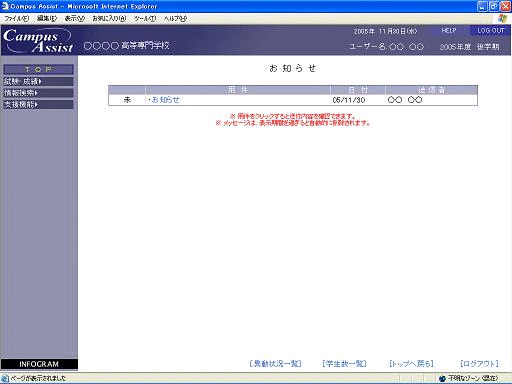 Campus Assist - Microsoft Internet Explorer
ファイル(F) 編集(E) 表示(V) お気に入り(A) ツール(T) ヘルプ(H)
Campus Assist
2005年 11月30日(水) HELP LOG OUT
〇〇〇〇高等専門学校 ユーザー名 〇〇 〇〇 2005年度 後学期
TOP
試験・成績
情報検索
支援機能
お知らせ
用件 日付 送信者
未 ・お知らせ 05/11/30 〇〇 〇〇
※ 用件をクリックすると送付内容を確認できます。
※ メッセージは、表示期間を過ぎると自動的に削除されます。
[異動状況一覧] [学生数一覧] [トップへ戻る] [ログアウト]
INFOGRAM
ページが表示されました 不明なゾーン (混在)